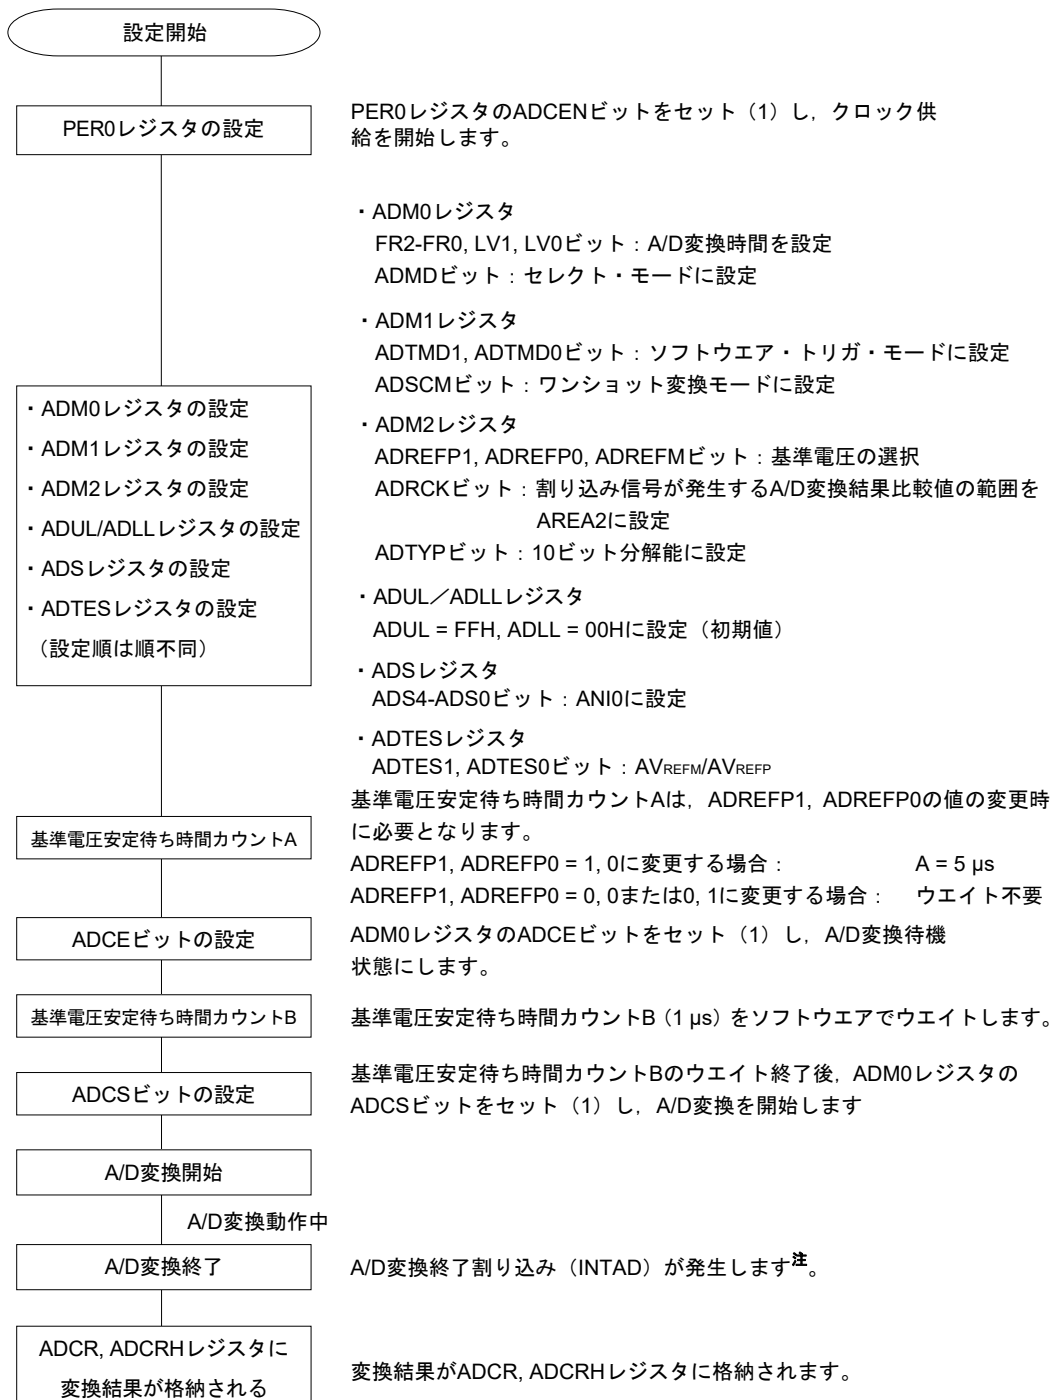 設定開始
PER0レジスタの設定
PER0レジスタのADCENビットをセット（1）し，クロック供
給を開始します。
・ADM0レジスタの設定
・ADM1レジスタの設定
・ADM2レジスタの設定
・ADUL/ADLLレジスタの設定
・ADSレジスタの設定
・ADTESレジスタの設定
（設定順は順不同）
・ADM0レジスタ
FR2-FR0, LV1, LV0ビット：A/D変換時間を設定
ADMDビット：セレクト・モードに設定
・ADM1レジスタ
ADTMD1, ADTMD0ビット：ソフトウエア・トリガ・モードに設定
ADSCMビット：ワンショット変換モードに設定
・ADM2レジスタ
ADREFP1, ADREFP0, ADREFMビット：基準電圧の選択
ADRCKビット：割り込み信号が発生するA/D変換結果比較値の範囲を
AREA2に設定
ADTYPビット：10ビット分解能に設定
・ADUL／ADLLレジスタ
ADUL = FFH, ADLL = 00Hに設定（初期値）
・ADSレジスタ
ADS4-ADS0ビット：ANI0に設定
・ADTESレジスタ
ADTES1, ADTES0ビット：AVREFM/AVREFP
基準電圧安定待ち時間カウントA
基準電圧安定待ち時間カウントAは，ADREFP1, ADREFP0の値の変更時
に必要となります。
ADREFP1, ADREFP0 = 1, 0に変更する場合： A = 5 μs
ADREFP1, ADREFP0 = 0, 0または0, 1に変更する場合： ウエイト不要
ADCEビットの設定
ADM0レジスタのADCEビットをセット（1）し，A/D変換待機
状態にします。
基準電圧安定待ち時間カウントB
基準電圧安定待ち時間カウントB（1 μs）をソフトウエアでウエイトします。
ADCSビットの設定
基準電圧安定待ち時間カウントBのウエイト終了後，ADM0レジスタの
ADCSビットをセット（1）し，A/D変換を開始します
A/D変換開始
A/D変換動作中
A/D変換終了
A/D変換終了割り込み（INTAD）が発生します注。
ADCR, ADCRHレジスタに
変換結果が格納される
変換結果がADCR, ADCRHレジスタに格納されます。